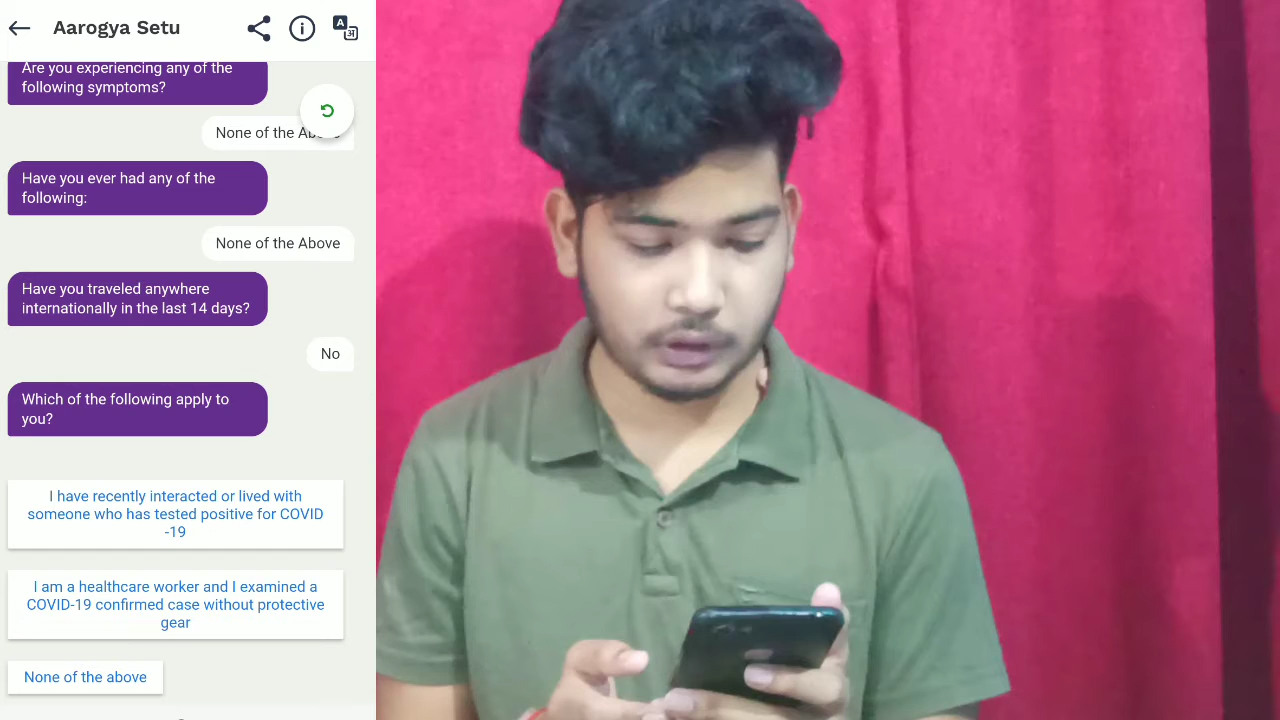 Aarogya Setu
Are you experiencing any of the
following symptoms?
None of the
Have you ever had any of the
following:
None of the Above
Have you traveled anywhere
internationally in the last 14 days?
No
Which of the following apply to
you?
I have recently interacted or lived with
someone who has tested positive for COVID
-19
I am a healthcare worker and I examined a
COVID-19 confirmed case without protective
gear
None of the above